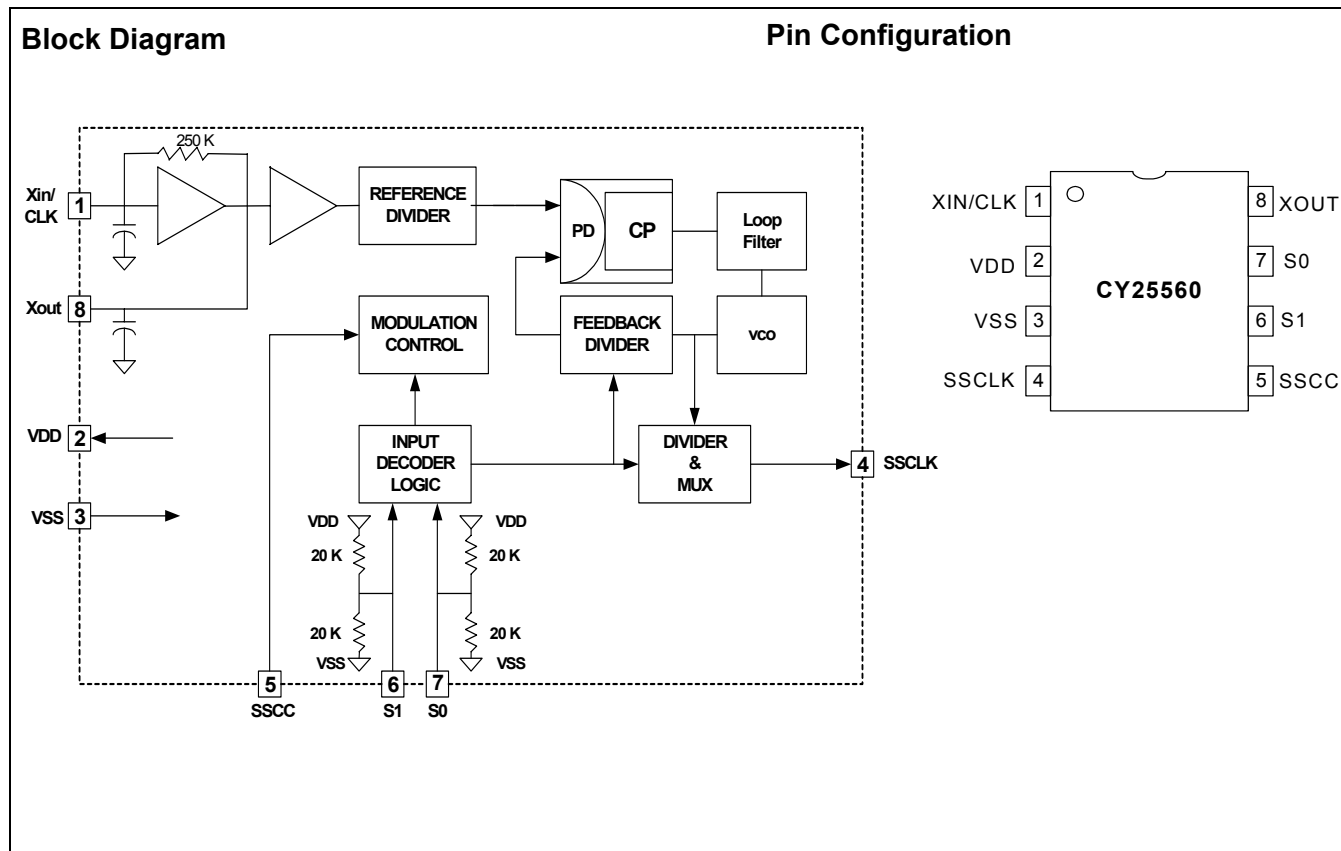 Block Diagram
Pin Configuration
250 K
Xin/
CLK
1
REFERENCE
DIVIDER
PD
CP
Loop
Filter
Xout
8
MODULATION
CONTROL
FEEDBACK
DIVIDER
vco
VDD
2
INPUT
DECODER
LOGIC
DIVIDER
&
MUX
4
SSCLK
VSS
3
VDD
VDD
20 K
20 K
20 K
20 K
VSS
VSS
5
6
7
SSCC
S1
S0
XIN/CLK
1
8
XOUT
VDD
2
7
S0
CY25560
VSS
3
6
S1
SSCLK
4
5
SSCC